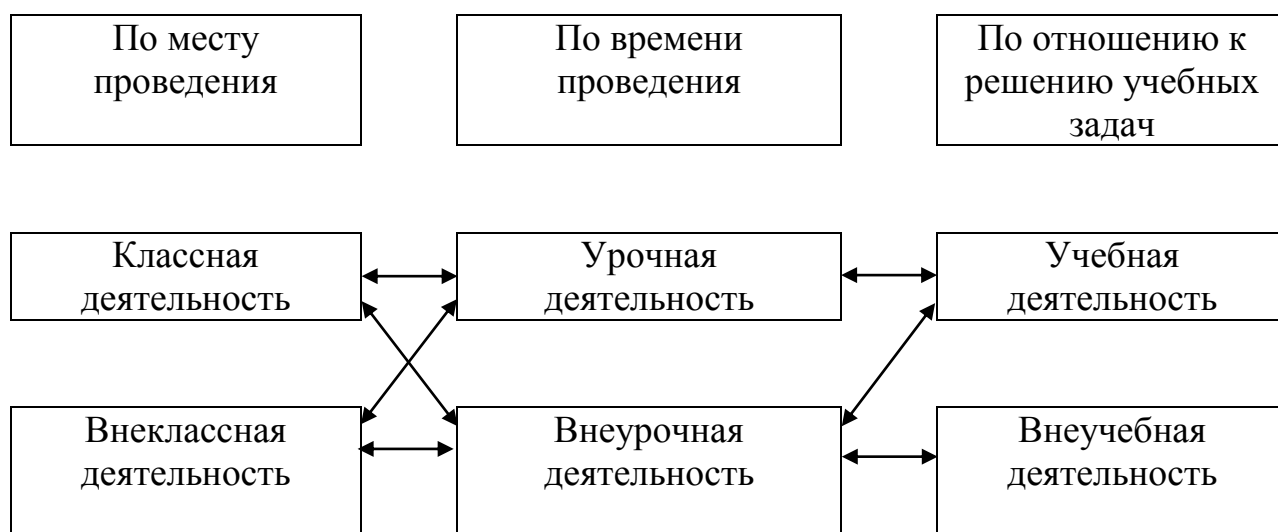 По месту
проведения
По времени
проведения
По отношению к
решению учебных
задач
Классная
деятельность
Урочная
деятельность
Учебная
деятельность
Внеклассная
деятельность
Внеурочная
деятельность
Внеучебная
деятельность